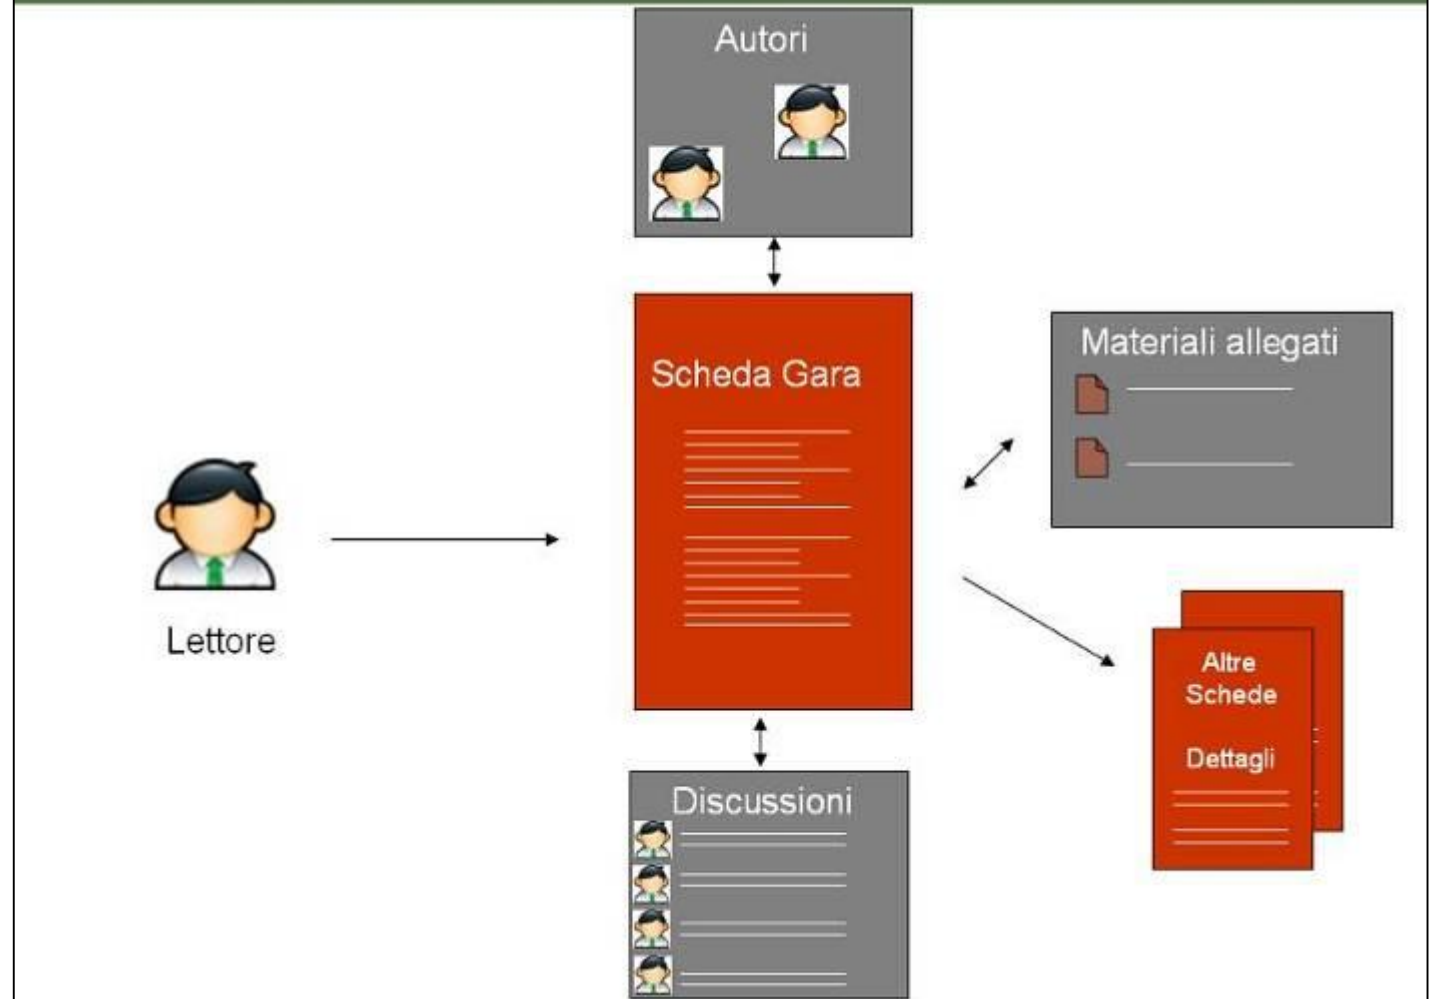 Autori
Scheda Gara
Materiali allegati
Lettore
Altre
Schede
Dettagli
Discussioni